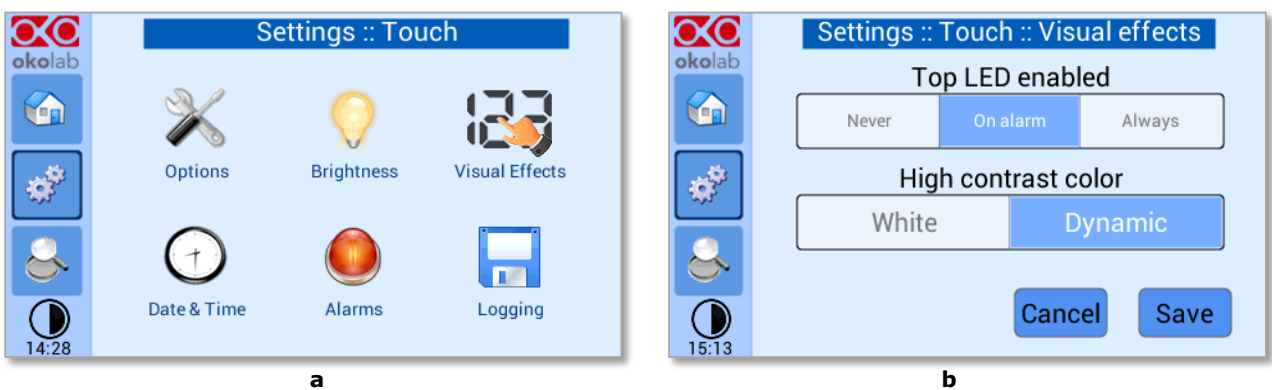 Settings :: Touch
okolab
Options
Brightness
Visual Effects
Date & Time
Alarms
Logging
14:28
a
Settings :: Touch :: Visual effects
okolab
Top LED enabled
Never
On alarm
Always
High contrast color
White
Dynamic
Cancel
Save
15:13
b